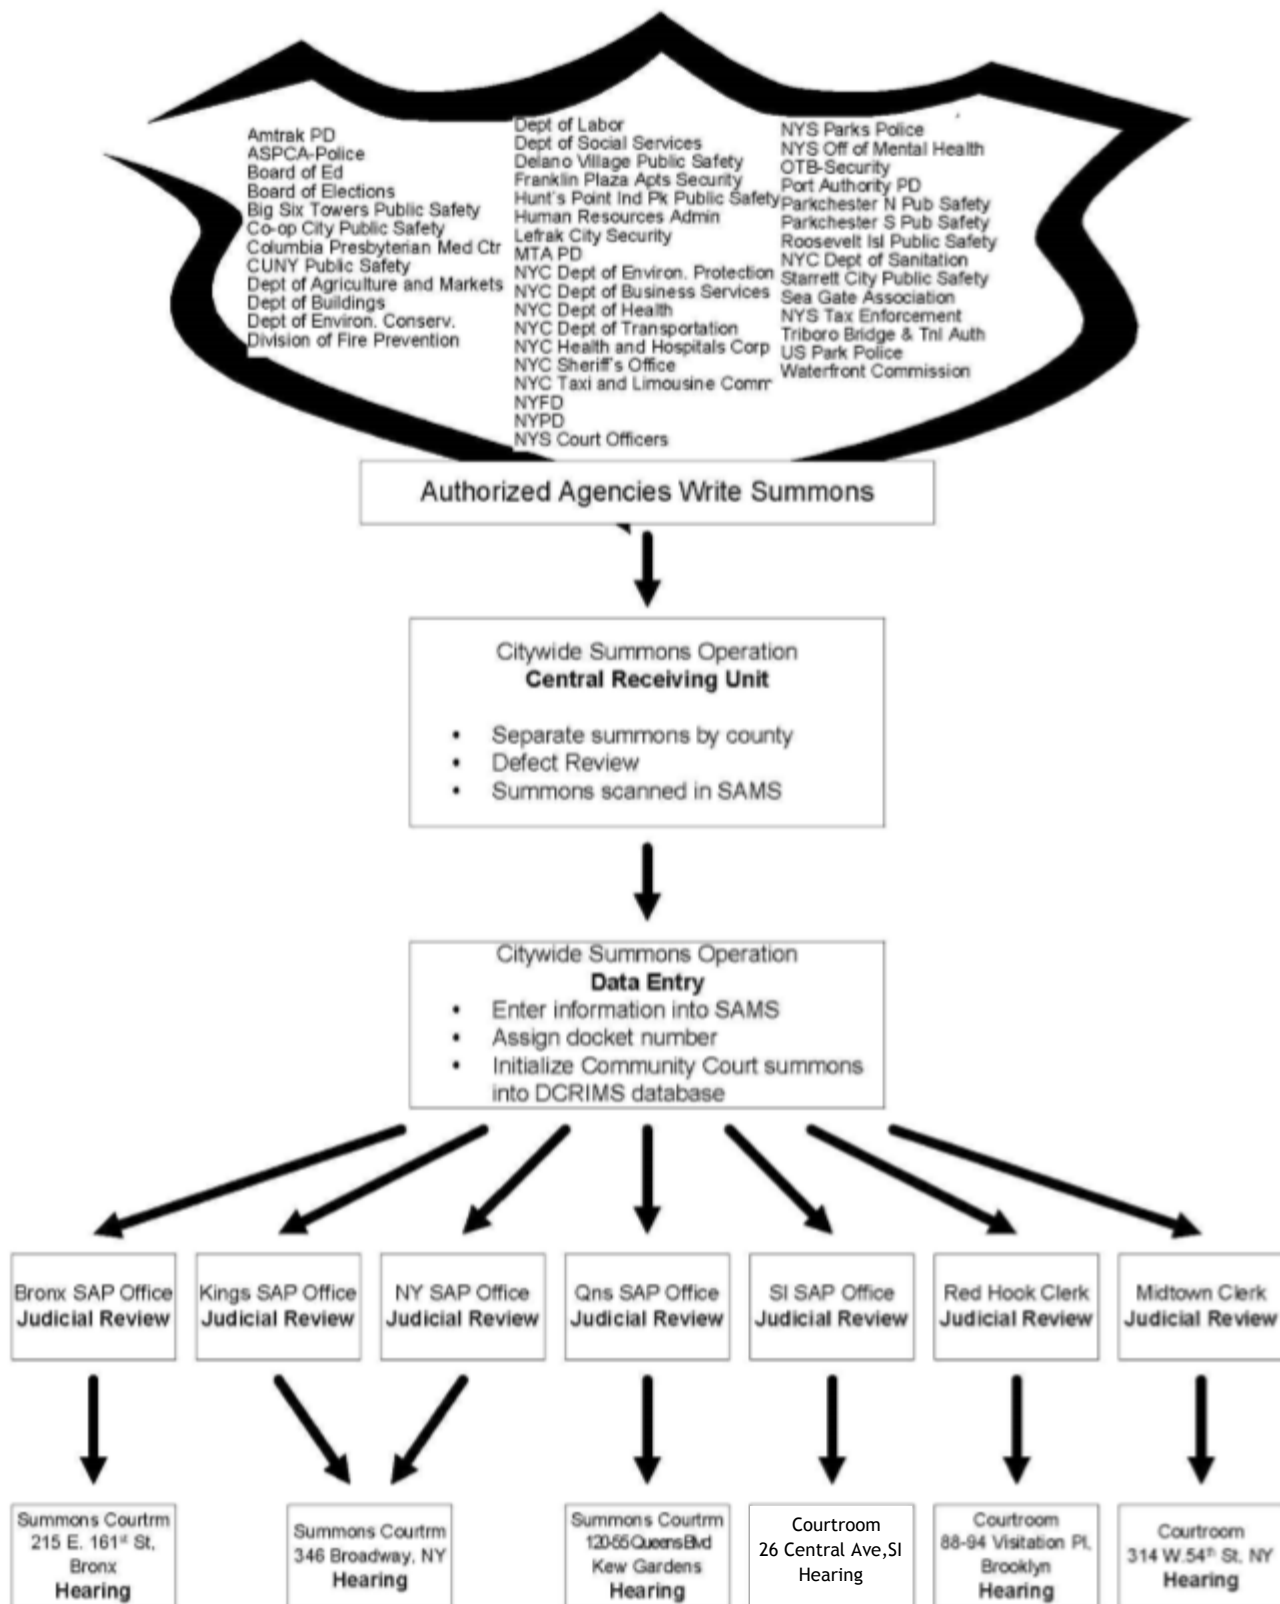 Amtrak PD
ASPCA-Police
Board of Ed
Board of Elections
Big Six Towers Public Safety
Co-op City Public Safety
Columbia Presbyterian Med Ctr
CUNY Public Safety
Dept of Agriculture and Markets
Dept of Buildings
Dept of Environ. Conserv.
Division of Fire Prevention
Dept of Labor
Dept of Social Services
Delano Village Public Safety
Franklin Plaza Apts Security
Hunt's Point Ind Pk Public Safety
Human Resources Admin
Lefrak City Security
MTA PD
NYC Dept of Environ. Protection
NYC Dept of Business Services
NYC Dept of Health
NYC Dept of Transportation
NYC Health and Hospitals Corp
NYC Sheriff's Office
NYC Taxi and Limousine Comm
NYFD
NYPD
NYS Court Officers
NYS Parks Police
NYS Off of Mental Health
OTB-Security
Port Authority PD
Parkchester N Pub Safety
Parkchester S Pub Safety
Roosevelt Isl Public Safety
NYC Dept of Sanitation
Starrett City Public Safety
Sea Gate Association
NYS Tax Enforcement
Triboro Bridge & Tnl Auth
US Park Police
Waterfront Commission
Authorized Agencies Write Summons
Citywide Summons Operation
Central Receiving Unit
• Separate summons by county
• Defect Review
• Summons scanned in SAMS
Citywide Summons Operation
Data Entry
• Enter information into SAMS
• Assign docket number
• Initialize Community Court summons
into DCRIMS database
Bronx SAP Office
Judicial Review
Kings SAP Office
Judicial Review
NY SAP Office
Judicial Review
Qns SAP Office
Judicial Review
SI SAP Office
Judicial Review
Red Hook Clerk
Judicial Review
Midtown Clerk
Judicial Review
Summons Courtrm
215 E. 161st St,
Bronx
Hearing
Summons Courtrm
346 Broadway, NY
Hearing
Summons Courtrm
120-55 Queens Blvd
Kew Gardens
Hearing
Courtroom
26 Central Ave,SI
Hearing
Courtroom
88-94 Visitation Pl,
Brooklyn
Hearing
Courtroom
314 W.54th St, NY
Hearing